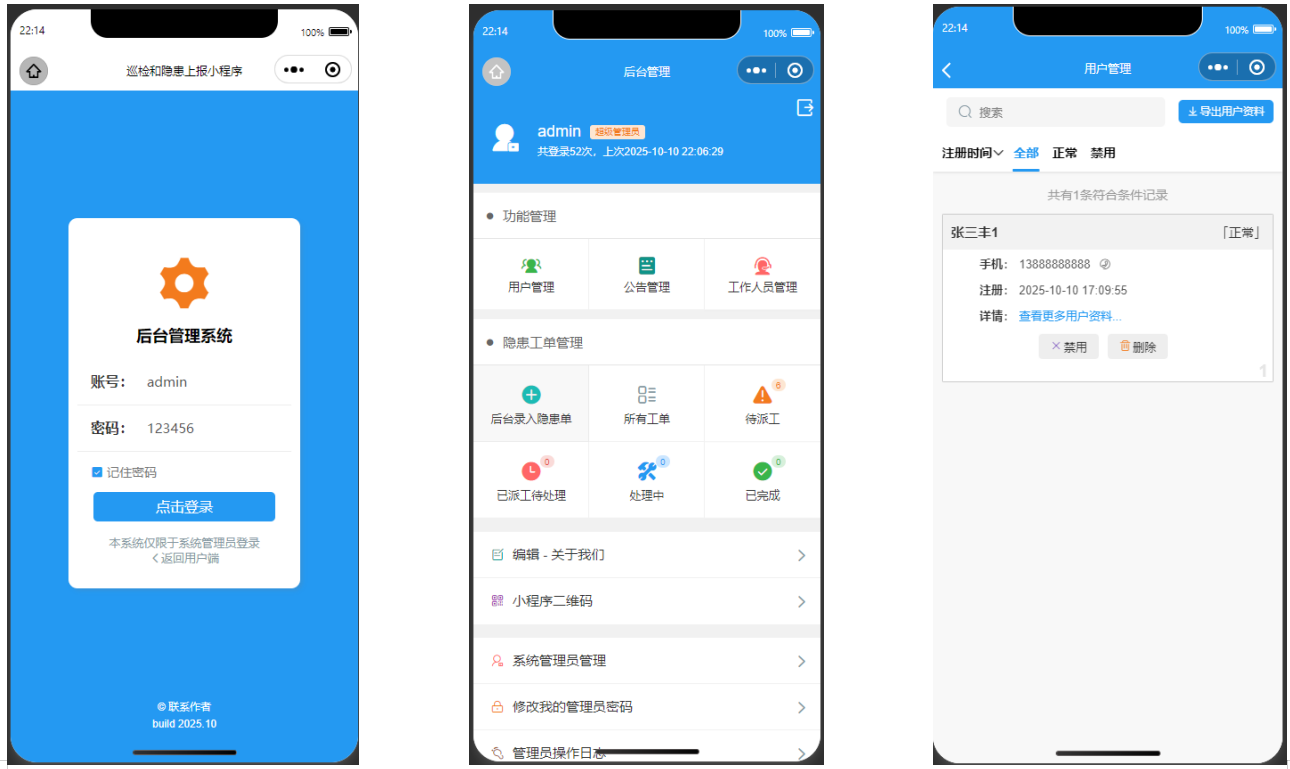 22:14
100%
巡检和隐患上报小程序
后台管理系统
账号： admin
密码： 123456
记住密码
点击登录
本系统仅限于系统管理员登录
返回用户端
© 联系作者
build 2025.10
22:14
100%
后台管理
admin 超级管理员
共登录52次，上次2025-10-10 22:06:29
功能管理
用户管理
公告管理
工作人员管理
隐患工单管理
后台录入隐患单
所有工单
6
待派工
0
已派工待处理
0
处理中
0
已完成
编辑 - 关于我们
小程序二维码
系统管理员管理
修改我的管理员密码
管理员操作日志
22:14
100%
用户管理
搜索
导出用户资料
注册时间 全部 正常 禁用
共有1条符合条件记录
张三丰1 「正常」
手机： 13888888888
注册： 2025-10-10 17:09:55
详情： 查看更多用户资料...
禁用 删除
1